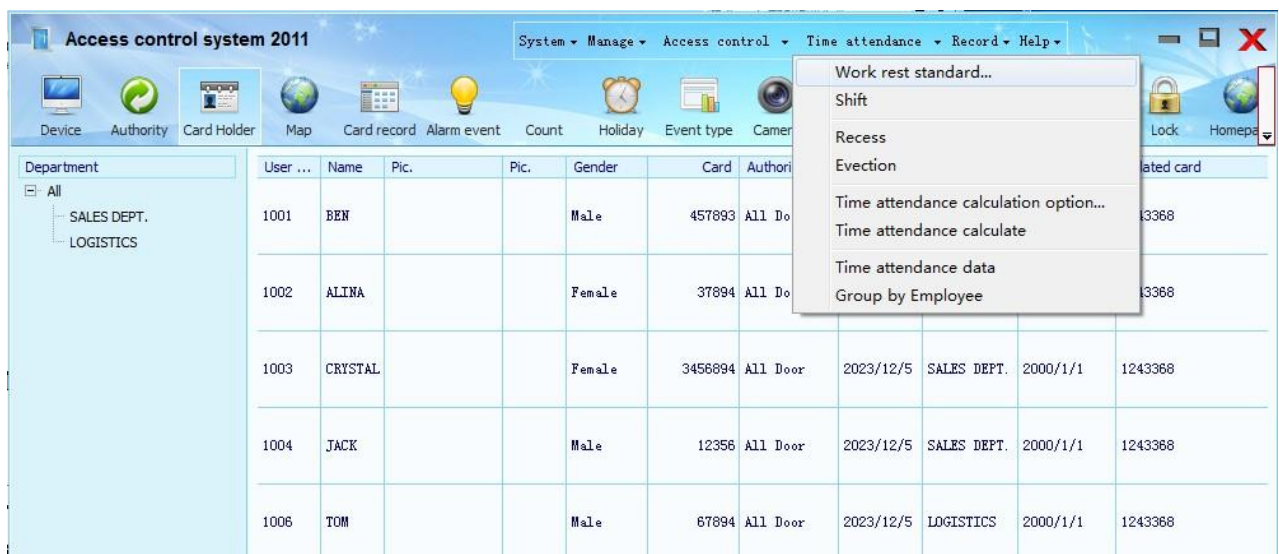 Access control system 2011
System Manage Access control Time attendance Record Help
Work rest standard...
Shift
Recess
Evection
Time attendance calculation option...
Time attendance calculate
Time attendance data
Group by Employee
Device Authority Card Holder Map Card record Alarm event Count Holiday Event type Lock
Department
All
SALES DEPT.
LOGISTICS
User ... Name Pic. Pic. Gender Card card
1001 BEN Male 457893 All
1002 ALINA Female 37894 All
1003 CRYSTAL Female 3456894 All Door 2023/12/5 SALES DEPT. 2000/1/1 1243368
1004 JACK Male 12356 All Door 2023/12/5 SALES DEPT. 2000/1/1 1243368
1006 TOM Male 67894 All Door 2023/12/5 LOGISTICS 2000/1/1 1243368